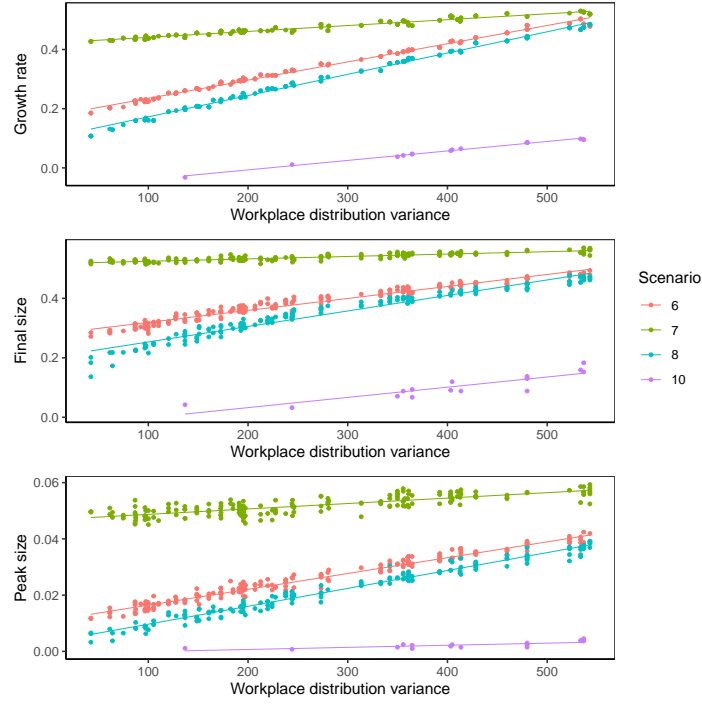 Growth rate
0.4
0.2
0.0
100 200 300 400 500
Workplace distribution variance
Final size
0.4
0.2
0.0
100 200 300 400 500
Workplace distribution variance
Scenario
6
7
8
10
Peak size
0.06
0.04
0.02
0.00
100 200 300 400 500
Workplace distribution variance